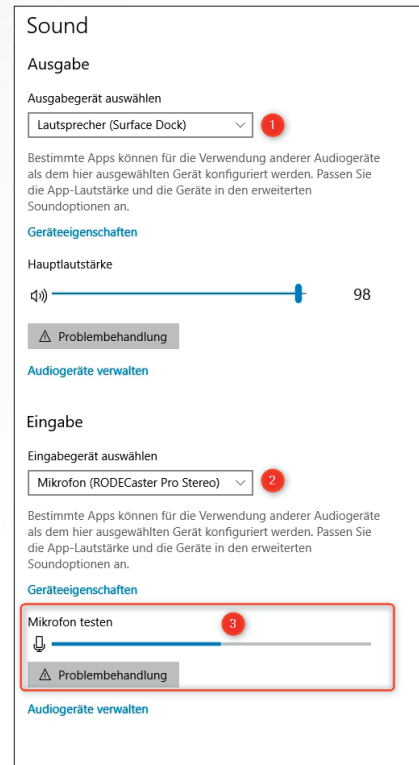 Sound
Ausgabe
Ausgabegerät auswählen
Lautsprecher (Surface Dock)
1
Bestimmte Apps können für die Verwendung anderer Audiogeräte
als dem hier ausgewählten Gerät konfiguriert werden. Passen Sie
die App-Lautstärke und die Geräte in den erweiterten
Soundoptionen an.
Geräteeigenschaften
Hauptlautstärke
98
Problembehandlung
Audiogeräte verwalten
Eingabe
Eingabegerät auswählen
Mikrofon (RODECaster Pro Stereo)
2
Bestimmte Apps können für die Verwendung anderer Audiogeräte
als dem hier ausgewählten Gerät konfiguriert werden. Passen Sie
die App-Lautstärke und die Geräte in den erweiterten
Soundoptionen an.
Geräteeigenschaften
Mikrofon testen
3
Problembehandlung
Audiogeräte verwalten